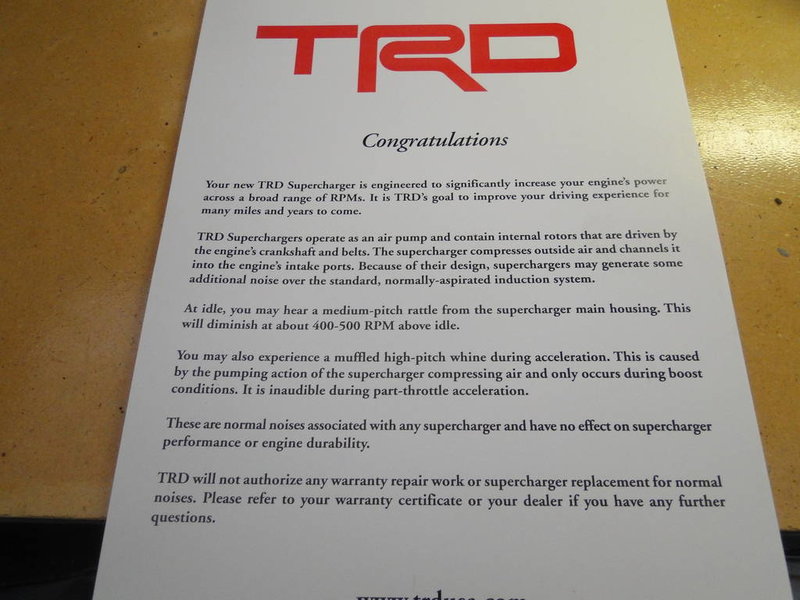 TRD
Congratulations
Your new TRD Supercharger is engineered to significantly increase your engine's power
across a broad range of RPMs. It is TRD's goal to improve your driving experience for
many miles and years to come.
TRD Superchargers operate as an air pump and contain internal rotors that are driven by
the engine's crankshaft and belts. The supercharger compresses outside air and channels it
into the engine's intake ports. Because of their design, superchargers may generate some
additional noise over the standard, normally-aspirated induction system.
At idle, you may hear a medium-pitch rattle from the supercharger main housing. This
will diminish at about 400-500 RPM above idle.
You may also experience a muffled high-pitch whine during acceleration. This is caused
by the pumping action of the supercharger compressing air and only occurs during boost
conditions. It is inaudible during part-throttle acceleration.
These are normal noises associated with any supercharger and have no effect on supercharger
performance or engine durability.
TRD will not authorize any warranty repair work or supercharger replacement for normal
noises. Please refer to your warranty certificate or your dealer if you have any further
questions.
www.trdusa.com